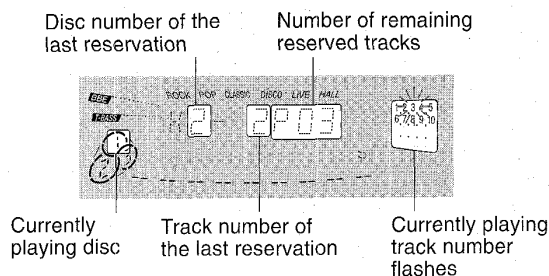 Disc number of the
last reservation
Number of remaining
reserved tracks
ROCK POP CLASSIC DISCO LIVE HALL
BBE
T-BASS
2- 2P03
1 2 3 4 5
6 7 8 9 10
Currently
playing disc
Track number of
the last reservation
Currently playing
track number
flashes